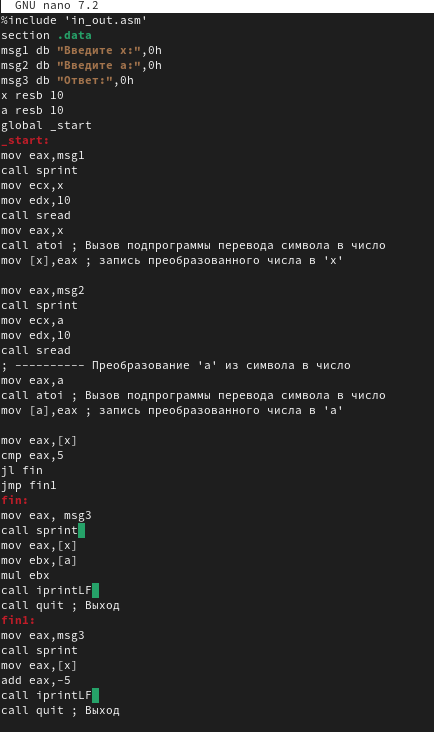 GNU nano 7.2
%include 'in_out.asm'
section .data
msg1 db "Введите x:",0h
msg2 db "Введите а:",0h
msg3 db "Ответ:",0h
x resb 10
a resb 10
global _start
_start:
mov eax,msg1
call sprint
mov ecx,x
mov edx,10
call sread
mov eax,x
call atoi ; Вызов подпрограммы перевода символа в число
mov [x],eax ; запись преобразованного числа в 'x'
mov eax,msg2
call sprint
mov ecx,a
mov edx,10
call sread
; ---------- Преобразование 'a' из символа в число
mov eax,a
call atoi ; Вызов подпрограммы перевода символа в число
mov [a],eax ; запись преобразованного числа в 'a'
mov eax,[x]
cmp eax,5
jl fin
jmp fin1
fin:
mov eax, msg3
call sprint
mov eax,[x]
mov ebx,[a]
mul ebx
call iprintLF
call quit ; Выход
fin1:
mov eax,msg3
call sprint
mov eax,[x]
add eax,-5
call iprintLF
call quit ; Выход